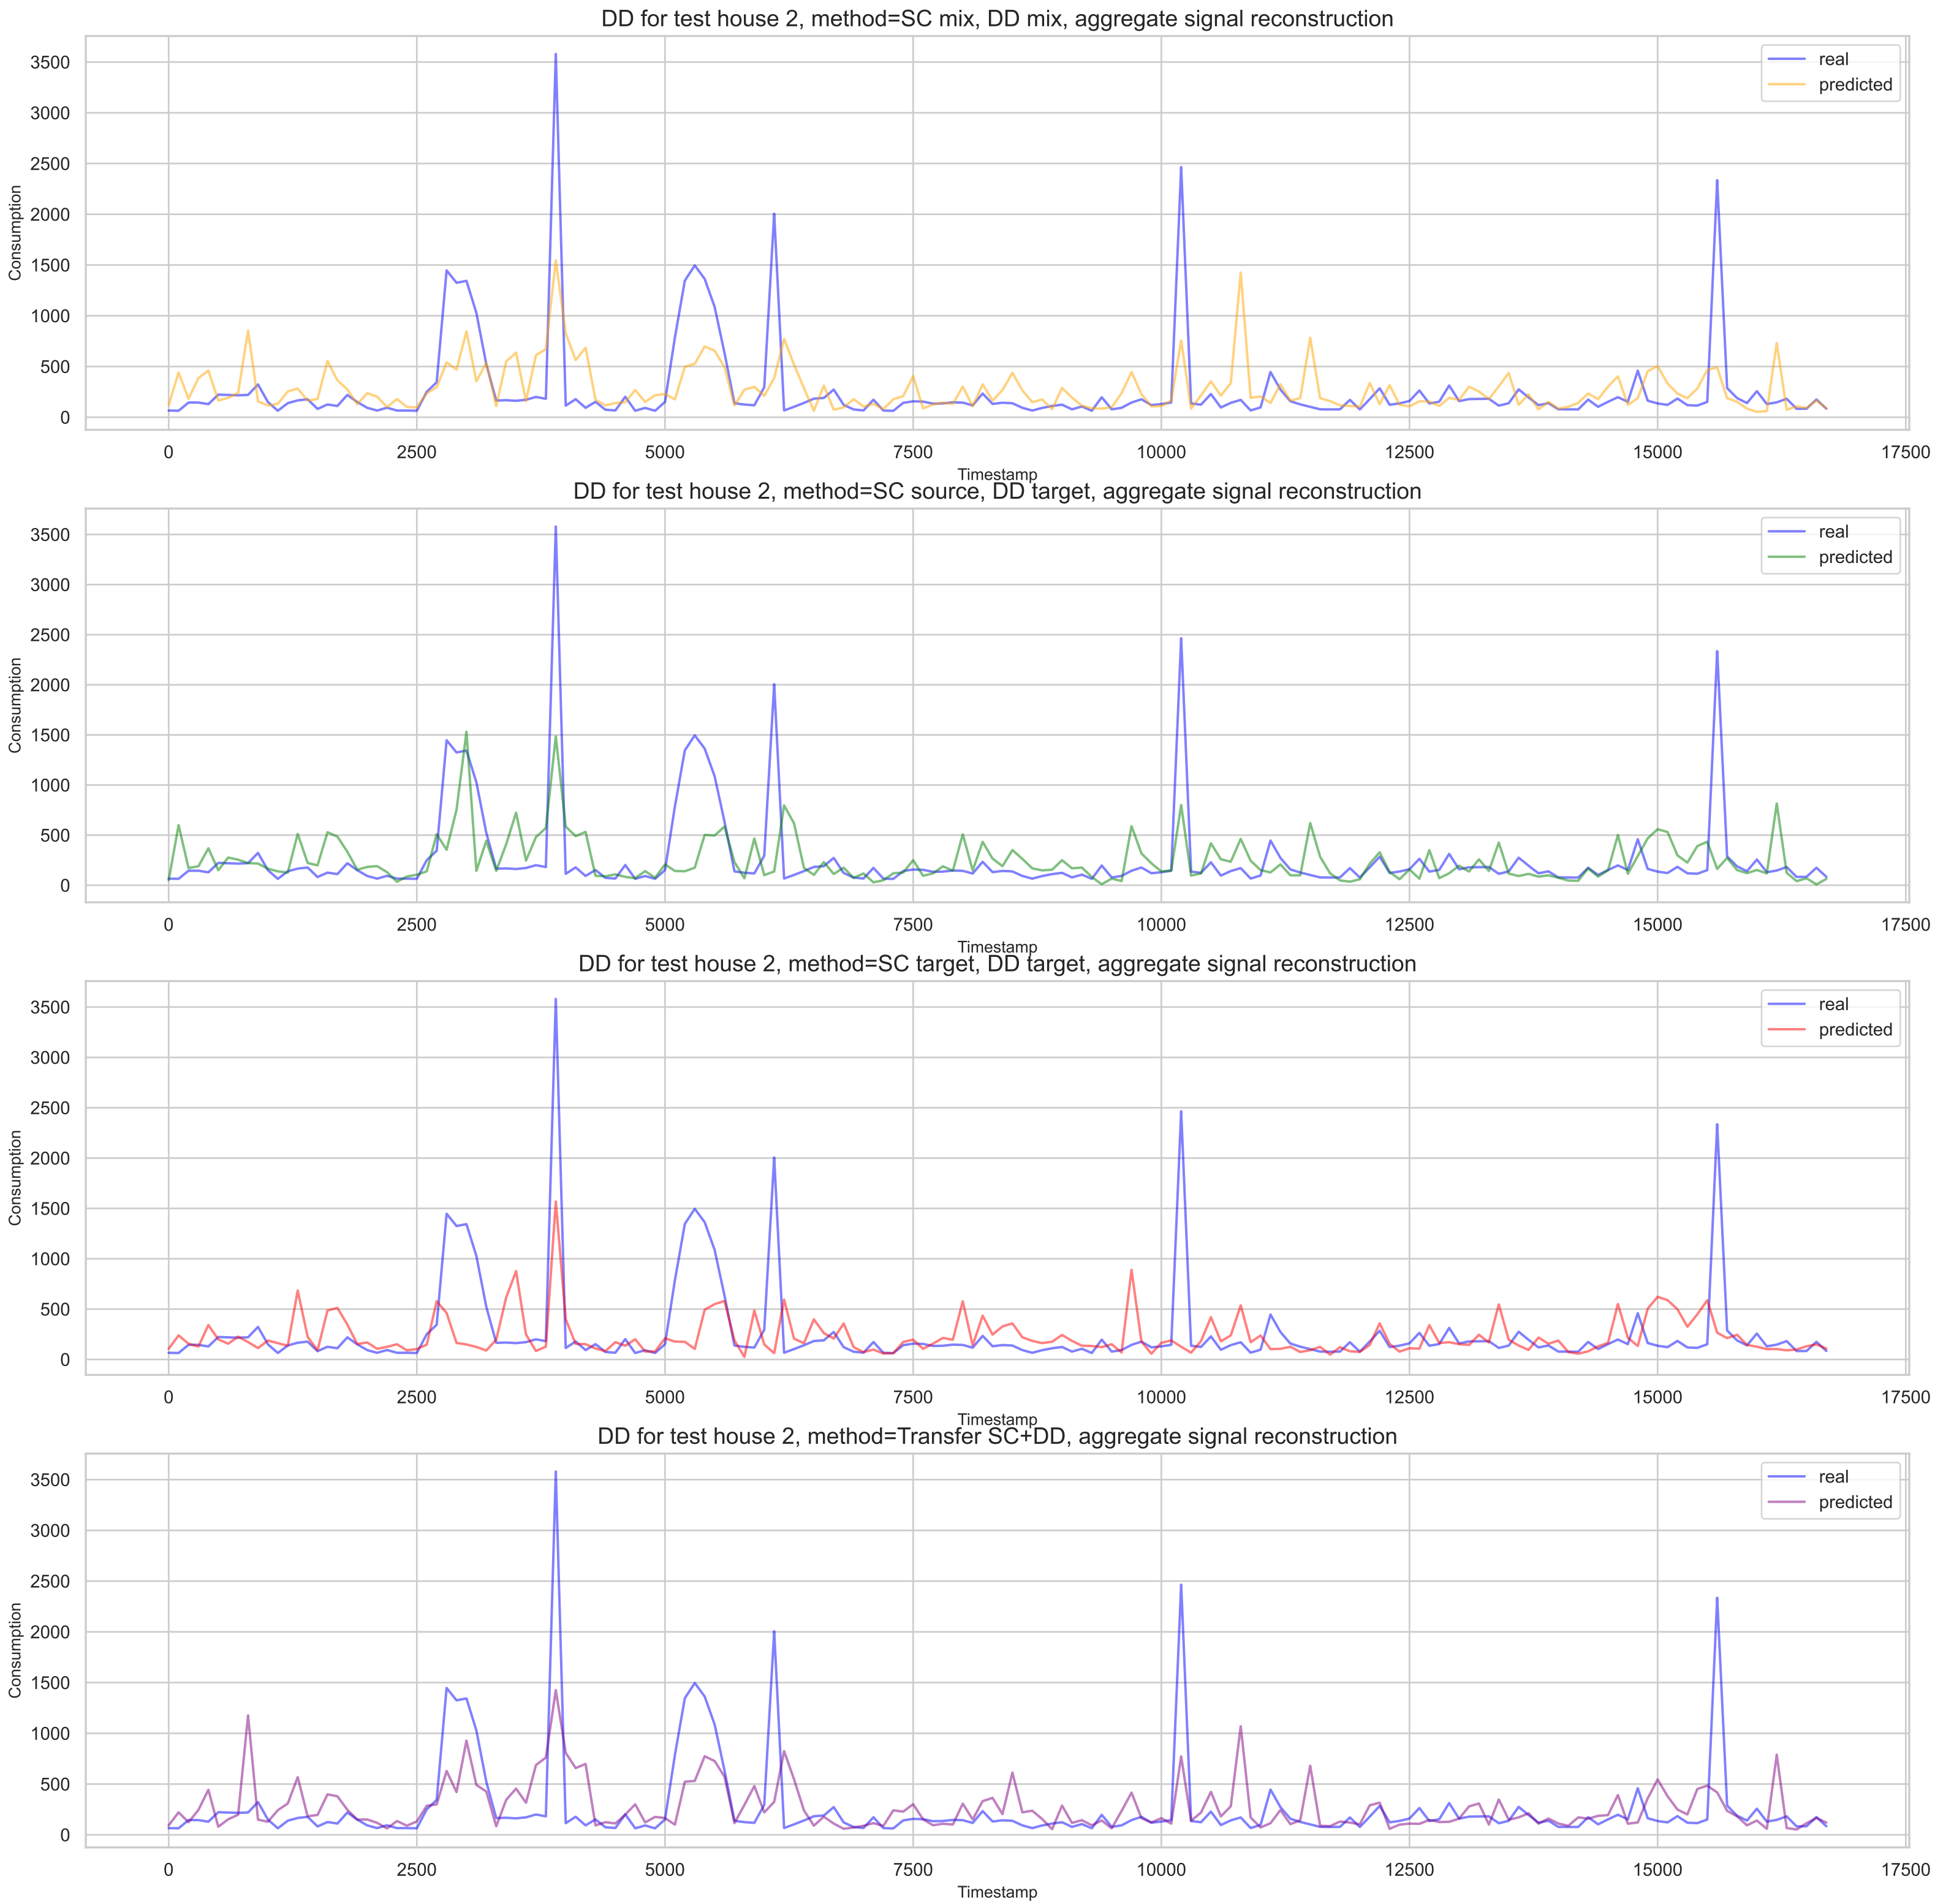 DD for test house 2, method=SC mix, DD mix, aggregate signal reconstruction
3500
3000
2500
2000
1500
1000
500
0
Consumption
real
predicted
0 2500 5000 7500 10000 12500 15000 17500
Timestamp
DD for test house 2, method=SC source, DD target, aggregate signal reconstruction
3500
3000
2500
2000
1500
1000
500
0
Consumption
real
predicted
0 2500 5000 7500 10000 12500 15000 17500
Timestamp
DD for test house 2, method=SC target, DD target, aggregate signal reconstruction
3500
3000
2500
2000
1500
1000
500
0
Consumption
real
predicted
0 2500 5000 7500 10000 12500 15000 17500
Timestamp
DD for test house 2, method=Transfer SC+DD, aggregate signal reconstruction
3500
3000
2500
2000
1500
1000
500
0
Consumption
real
predicted
0 2500 5000 7500 10000 12500 15000 17500
Timestamp